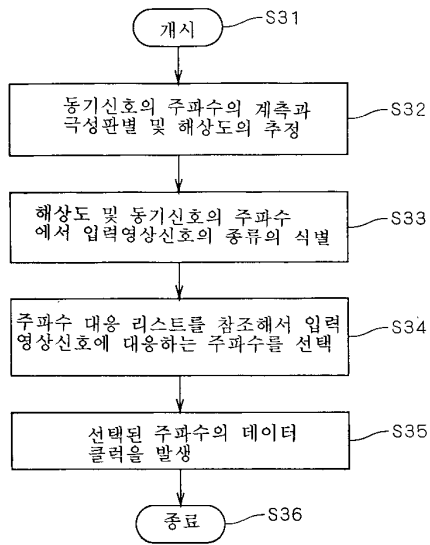 개시
S31
동기신호의 주파수의 계측과
극성판별 및 해상도의 추정
S32
해상도 및 동기신호의 주파수
에서 입력영상신호의 종류의 식별
S33
주파수 대응 리스트를 참조해서 입력
영상신호에 대응하는 주파수를 선택
S34
선택된 주파수의 데이터
클럭을 발생
S35
종료
S36